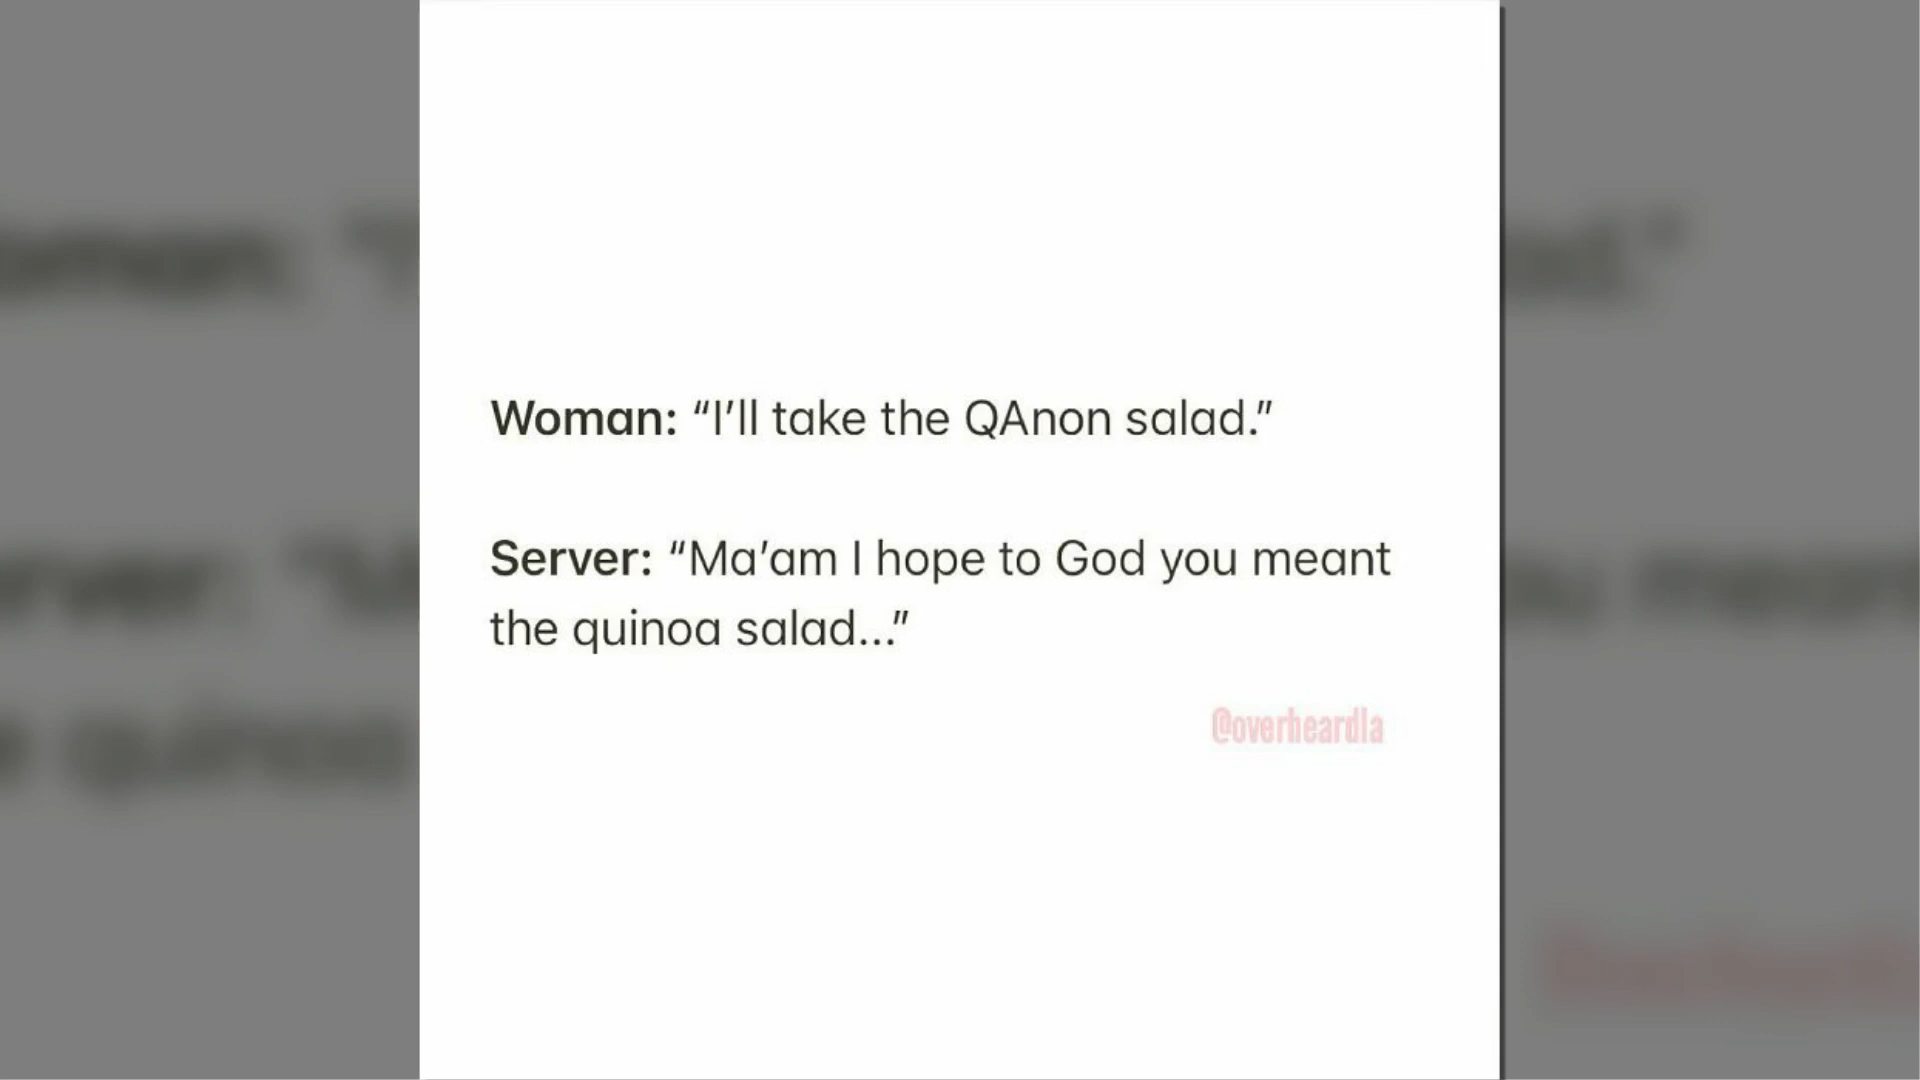 Woman: “I’ll take the QAnon salad.”
Server: “Ma’am I hope to God you meant
the quinoa salad...”
@overheardla